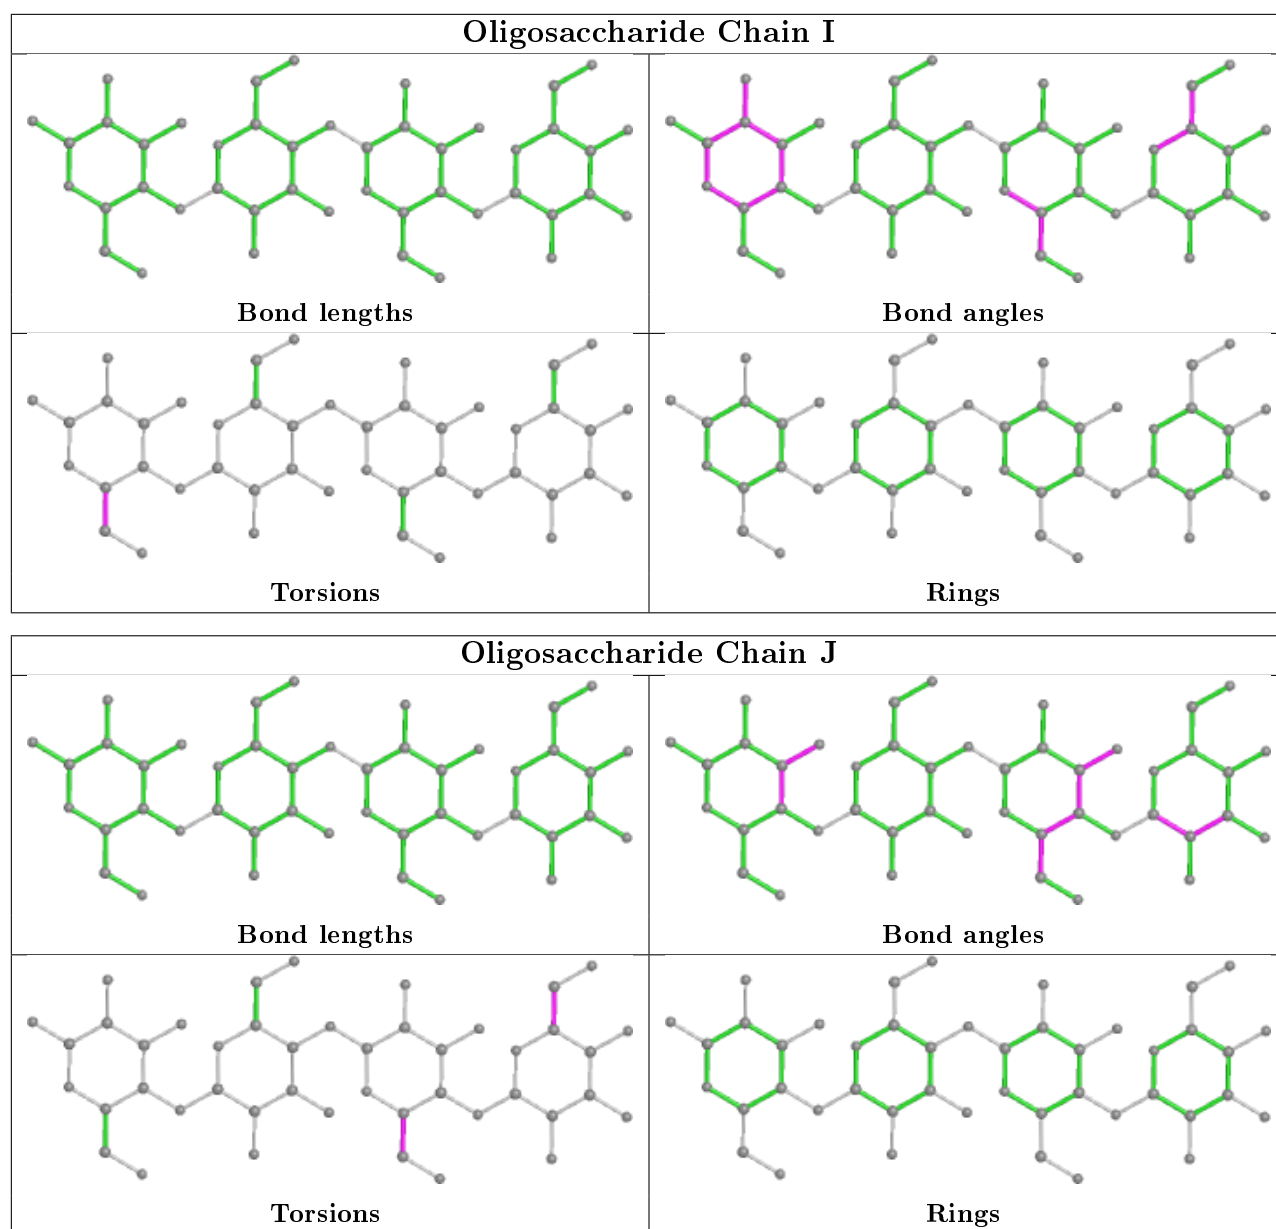 Oligosaccharide Chain I
Bond lengths
Bond angles
Torsions
Rings
Oligosaccharide Chain J
Bond lengths
Bond angles
Torsions
Rings